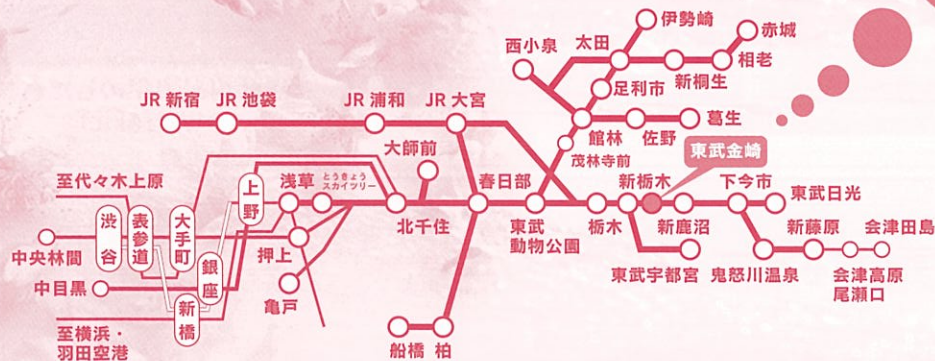 伊勢崎
赤城
西小泉
太田
新桐生
相老
足利市
JR 新宿
JR 池袋
JR 浦和
JR 大宮
館林
佐野
葛生
茂林寺前
東武金崎
大師前
至代々木上原
上野
浅草
とうきょう
スカイツリー
春日部
新栃木
下今市
東武日光
渋谷
表参道
大手町
北千住
東武
動物公園
栃木
新鹿沼
新藤原
会津田島
中央林間
押上
銀座
東武宇都宮
鬼怒川温泉
会津高原
尾瀬口
中目黒
新橋
亀戸
至横浜・
羽田空港
船橋
柏